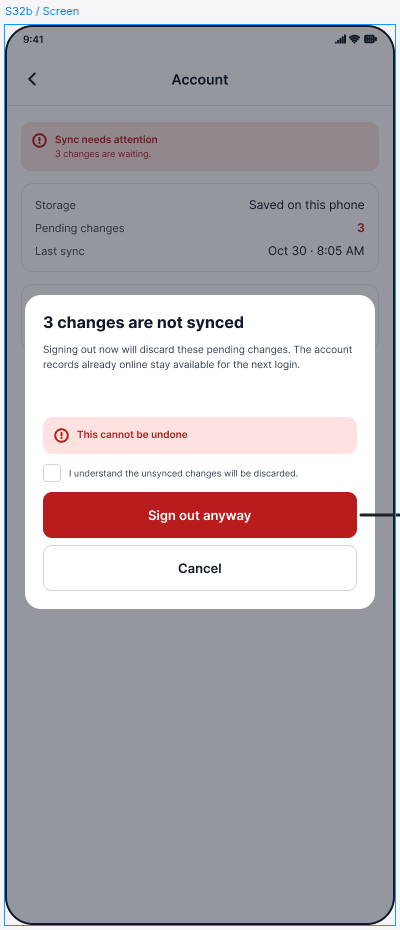 S32b / Screen
9:41
Account
Sync needs attention
3 changes are waiting.
Storage
Saved on this phone
Pending changes
3
Last sync
Oct 30 · 8:05 AM
3 changes are not synced
Signing out now will discard these pending changes. The account
records already online stay available for the next login.
This cannot be undone
I understand the unsynced changes will be discarded.
Sign out anyway
Cancel